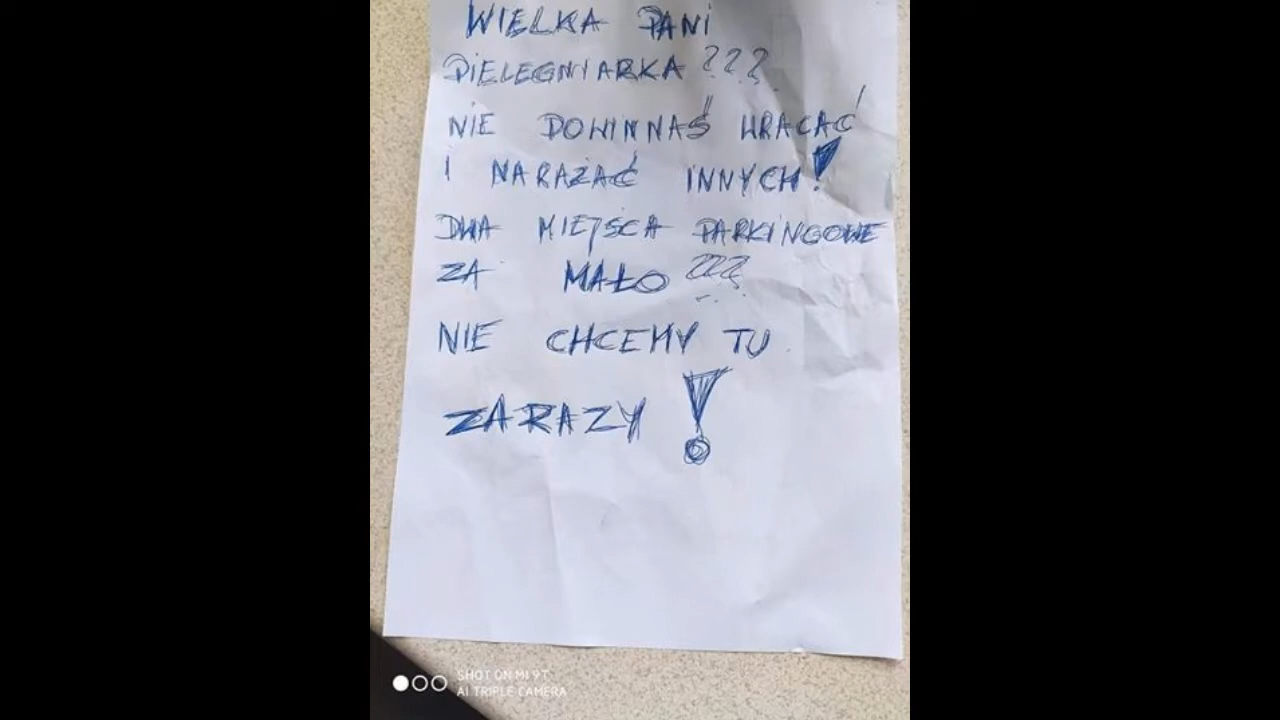 WIELKA PANI
PIELEGNIARKA ???
NIE POWINNAŚ WRACAĆ
I NARAŻAĆ INNYCH!
DWA MIEJSCA PARKINGOWE
ZA MAŁO ???
NIE CHCEMY TU
ZARAZY !
SHOT ON MI 9T
AI TRIPLE CAMERA